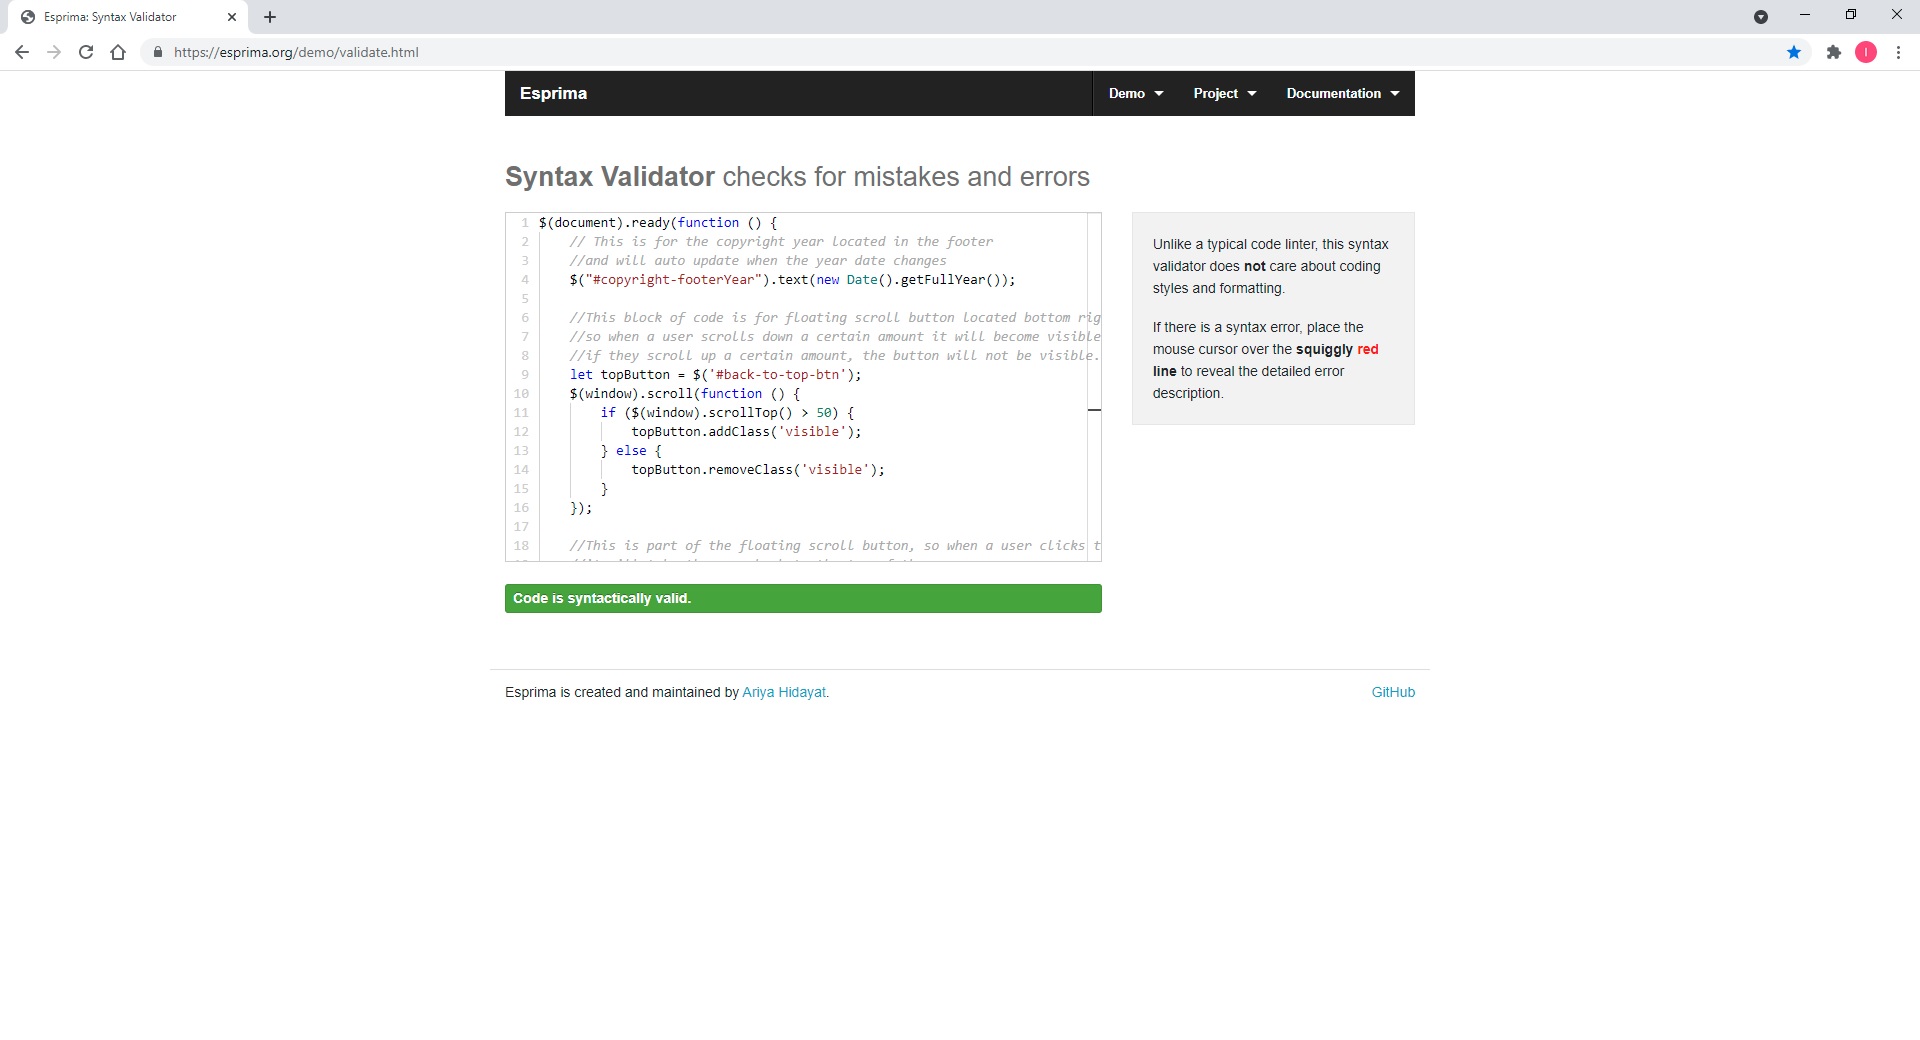 Esprima: Syntax Validator
https://esprima.org/demo/validate.html
I
Esprima
Demo
Project
Documentation
Syntax Validator checks for mistakes and errors
1 $(document).ready(function () {
2 // This is for the copyright year located in the footer
3 //and will auto update when the year date changes
4 $("#copyright-footerYear").text(new Date().getFullYear());
5
6 //This block of code is for floating scroll button located bottom rig
7 //so when a user scrolls down a certain amount it will become visible
8 //if they scroll up a certain amount, the button will not be visible.
9 let topButton = $('#back-to-top-btn');
10 $(window).scroll(function () {
11 if ($(window).scrollTop() > 50) {
12 topButton.addClass('visible');
13 } else {
14 topButton.removeClass('visible');
15 }
16 });
17
18 //This is part of the floating scroll button, so when a user clicks t
Code is syntactically valid.
Unlike a typical code linter, this syntax
validator does not care about coding
styles and formatting.
If there is a syntax error, place the
mouse cursor over the squiggly red
line to reveal the detailed error
description.
Esprima is created and maintained by Ariya Hidayat.
GitHub